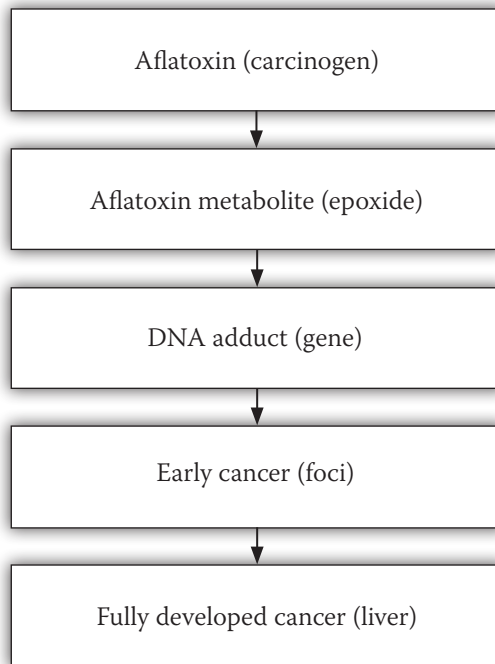 Aflatoxin (carcinogen)
Aflatoxin metabolite (epoxide)
DNA adduct (gene)
Early cancer (foci)
Fully developed cancer (liver)